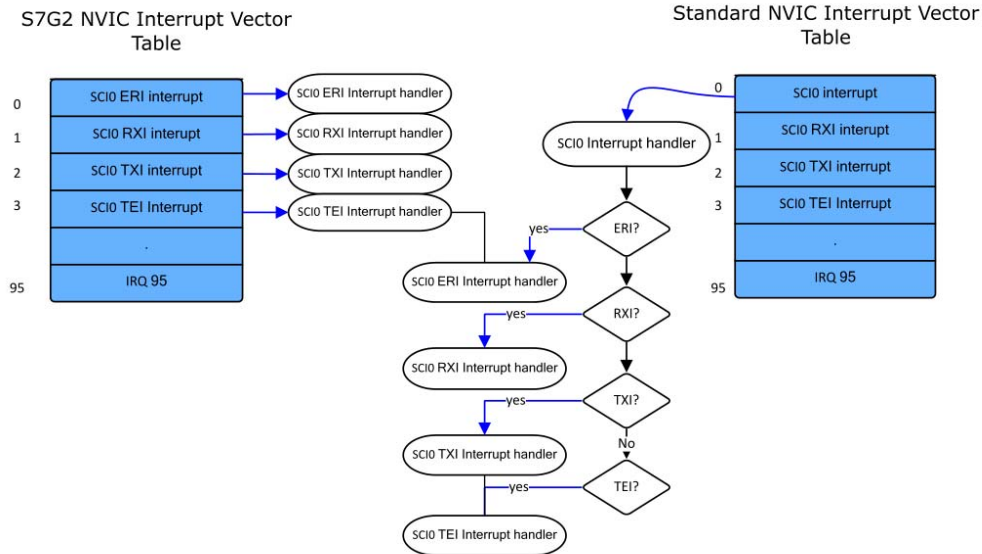 S7G2 NVIC Interrupt Vector
Table
0
SCI0 ERI interrupt
1
SCI0 RXI interupt
2
SCI0 TXI interrupt
3
SCI0 TEI Interrupt
.
95
IRQ 95
SCI0 ERI Interrupt handler
SCI0 RXI Interrupt handler
SCI0 TXI Interrupt handler
SCI0 TEI Interrupt handler
SCI0 Interrupt handler
ERI?
yes
SCI0 ERI Interrupt handler
RXI?
yes
SCI0 RXI Interrupt handler
TXI?
yes
No
SCI0 TXI Interrupt handler
TEI?
yes
SCI0 TEI Interrupt handler
Standard NVIC Interrupt Vector
Table
0
SCI0 interrupt
1
SCI0 RXI interupt
2
SCI0 TXI interrupt
3
SCI0 TEI Interrupt
.
95
IRQ 95